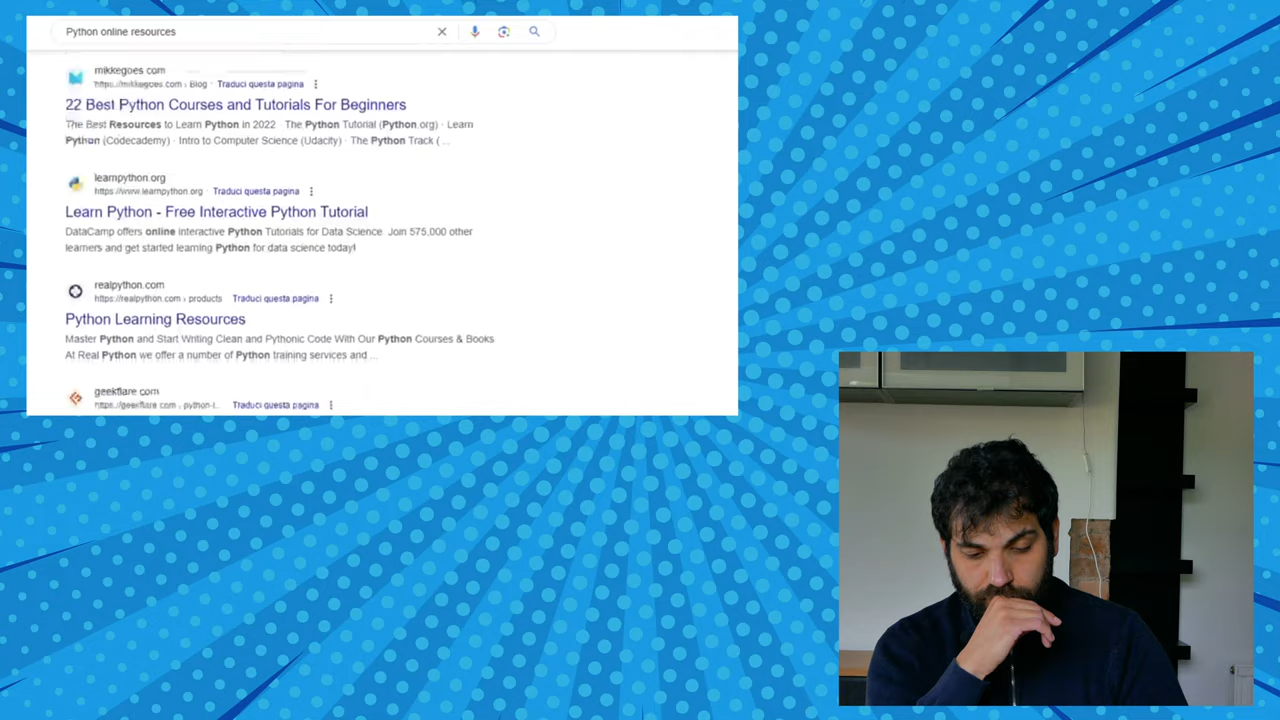 Python online resources
mikkegoes com
https://mikkegoes.com › Blog · Traduci questa pagina
22 Best Python Courses and Tutorials For Beginners
The Best Resources to Learn Python in 2022 · The Python Tutorial (Python.org) · Learn
Python (Codecademy) · Intro to Computer Science (Udacity) · The Python Track ( ...
learnpython.org
https://www.learnpython.org · Traduci questa pagina
Learn Python - Free Interactive Python Tutorial
DataCamp offers online interactive Python Tutorials for Data Science. Join 575,000 other
learners and get started learning Python for data science today!
realpython.com
https://realpython.com › products · Traduci questa pagina
Python Learning Resources
Master Python and Start Writing Clean and Pythonic Code With Our Python Courses & Books
At Real Python we offer a number of Python training services and ...
geekflare.com
https://geekflare.com › python-l... Traduci questa pagina